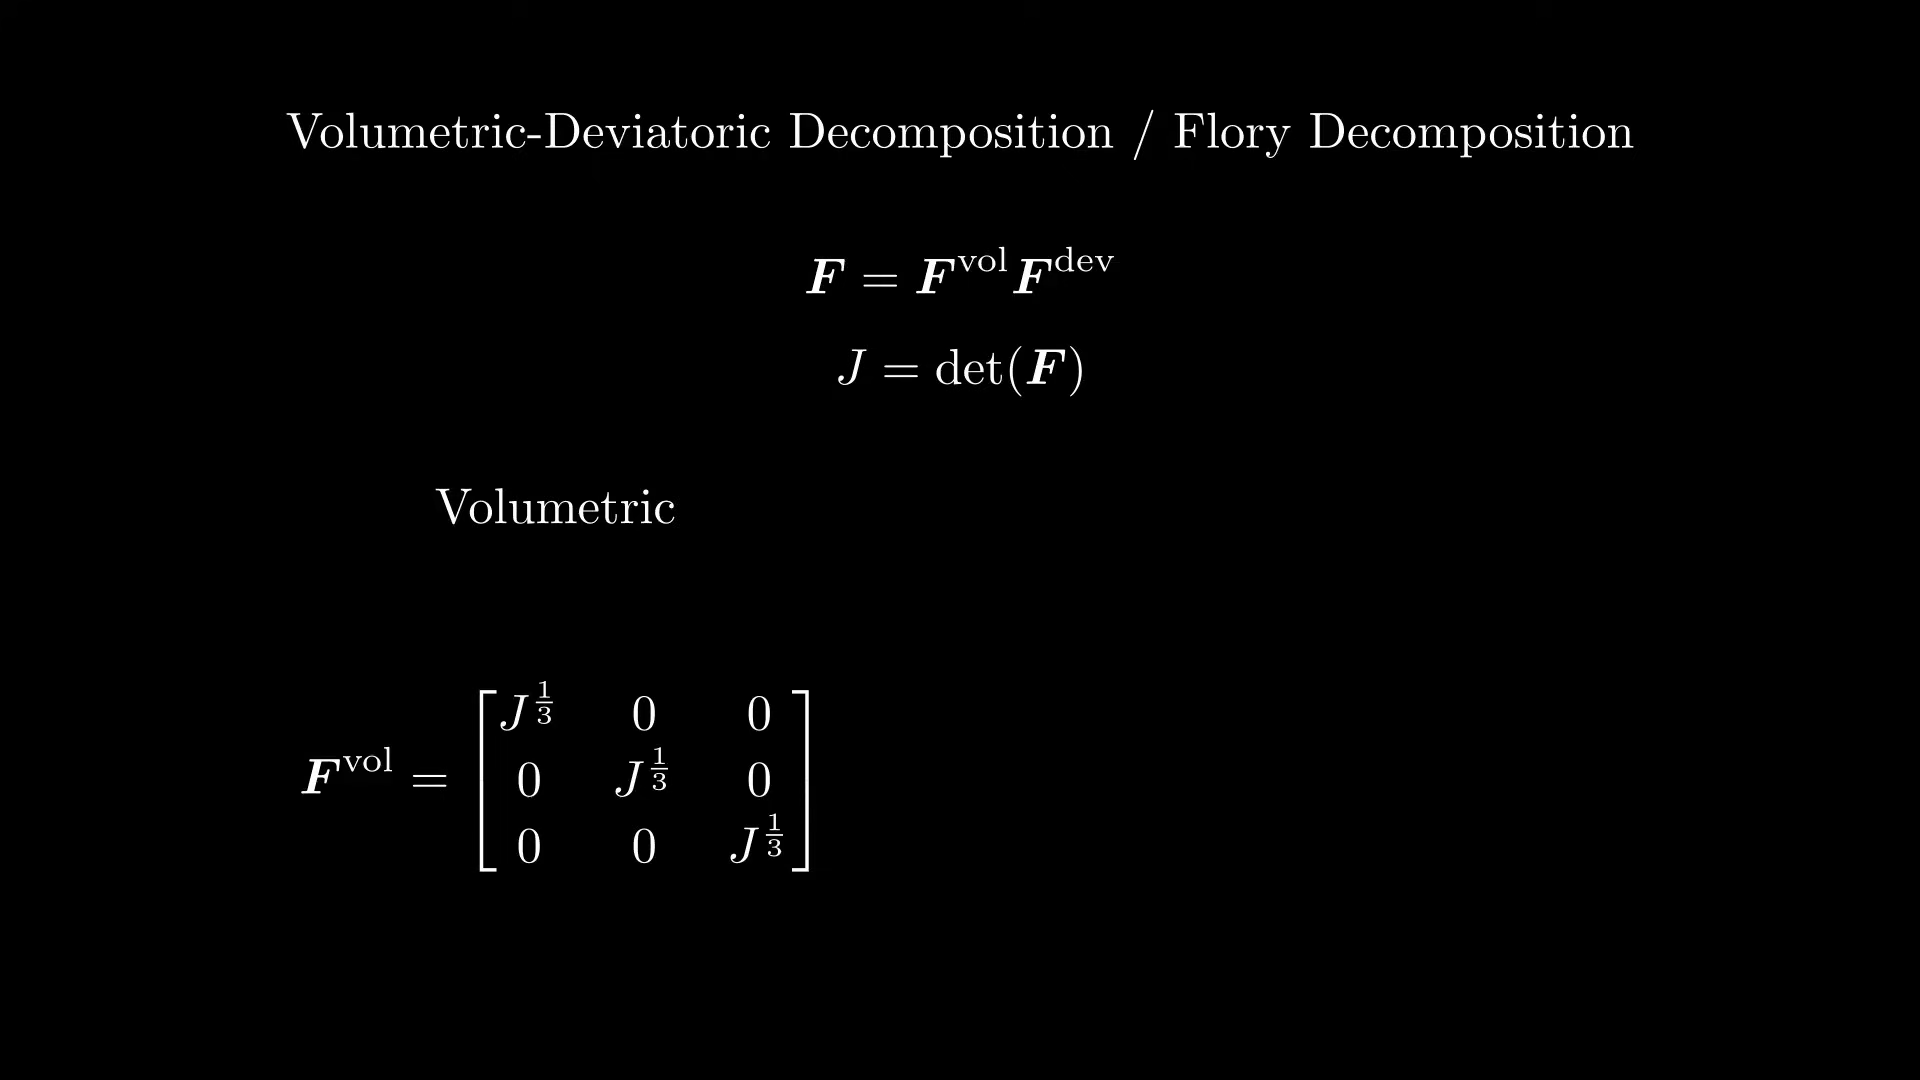 Volumetric-Deviatoric Decomposition / Flory Decomposition
𝑭 = 𝑭^vol 𝑭^dev
J = det(𝑭)
Volumetric
𝑭^vol = [ J^(1/3) 0 0
0 J^(1/3) 0
0 0 J^(1/3) ]